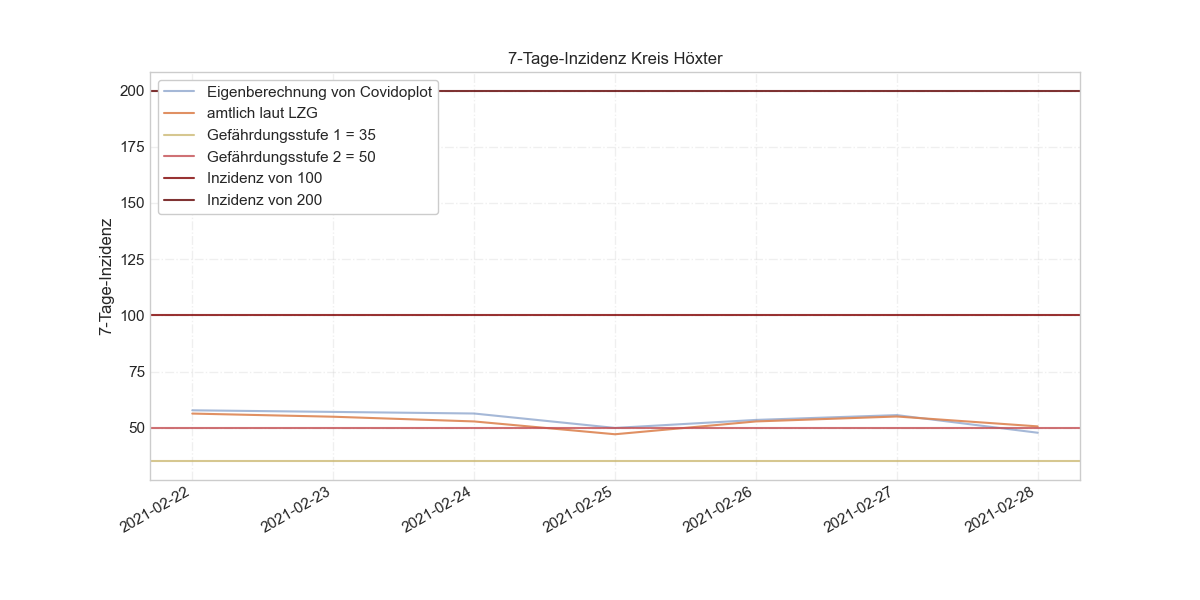 7-Tage-Inzidenz Kreis Höxter
Eigenberechnung von Covidoplot
amtlich laut LZG
Gefährdungsstufe 1 = 35
Gefährdungsstufe 2 = 50
Inzidenz von 100
Inzidenz von 200
7-Tage-Inzidenz
200
175
150
125
100
75
50
2021-02-22
2021-02-23
2021-02-24
2021-02-25
2021-02-26
2021-02-27
2021-02-28